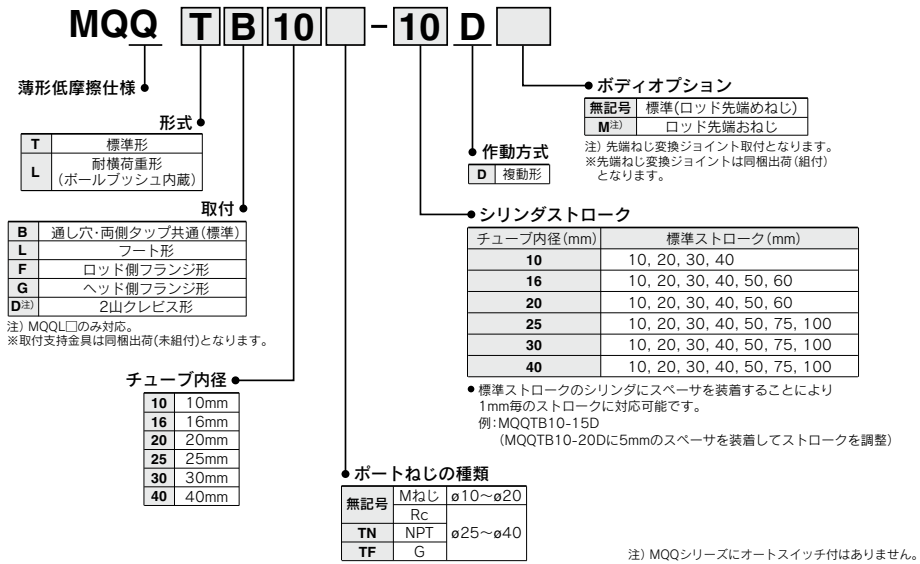 MQQ T B 10 - 10 D
薄形低摩擦仕様
形式
T 標準形
L 耐横荷重形
(ボールブッシュ内蔵)
取付
B 通し穴・両側タップ共通(標準)
L フート形
F ロッド側フランジ形
G ヘッド側フランジ形
D注) 2山クレビス形
注) MQQL□のみ対応。
※取付支持金具は同梱出荷(未組付)となります。
チューブ内径
10 10mm
16 16mm
20 20mm
25 25mm
30 30mm
40 40mm
ポートねじの種類
無記号 Mねじ ø10～ø20
Rc ø25～ø40
TN NPT
TF G
ボディオプション
無記号 標準(ロッド先端めねじ)
M注) ロッド先端おねじ
注) 先端ねじ変換ジョイント取付となります。
※先端ねじ変換ジョイントは同梱出荷(組付)
となります。
作動方式
D 複動形
シリンダストローク
チューブ内径(mm) 標準ストローク(mm)
10 10, 20, 30, 40
16 10, 20, 30, 40, 50, 60
20 10, 20, 30, 40, 50, 60
25 10, 20, 30, 40, 50, 75, 100
30 10, 20, 30, 40, 50, 75, 100
40 10, 20, 30, 40, 50, 75, 100
● 標準ストロークのシリンダにスペーサを装着することにより
1mm毎のストロークに対応可能です。
例:MQQTB10-15D
(MQQTB10-20Dに5mmのスペーサを装着してストロークを調整)
注) MQQシリーズにオートスイッチ付はありません。